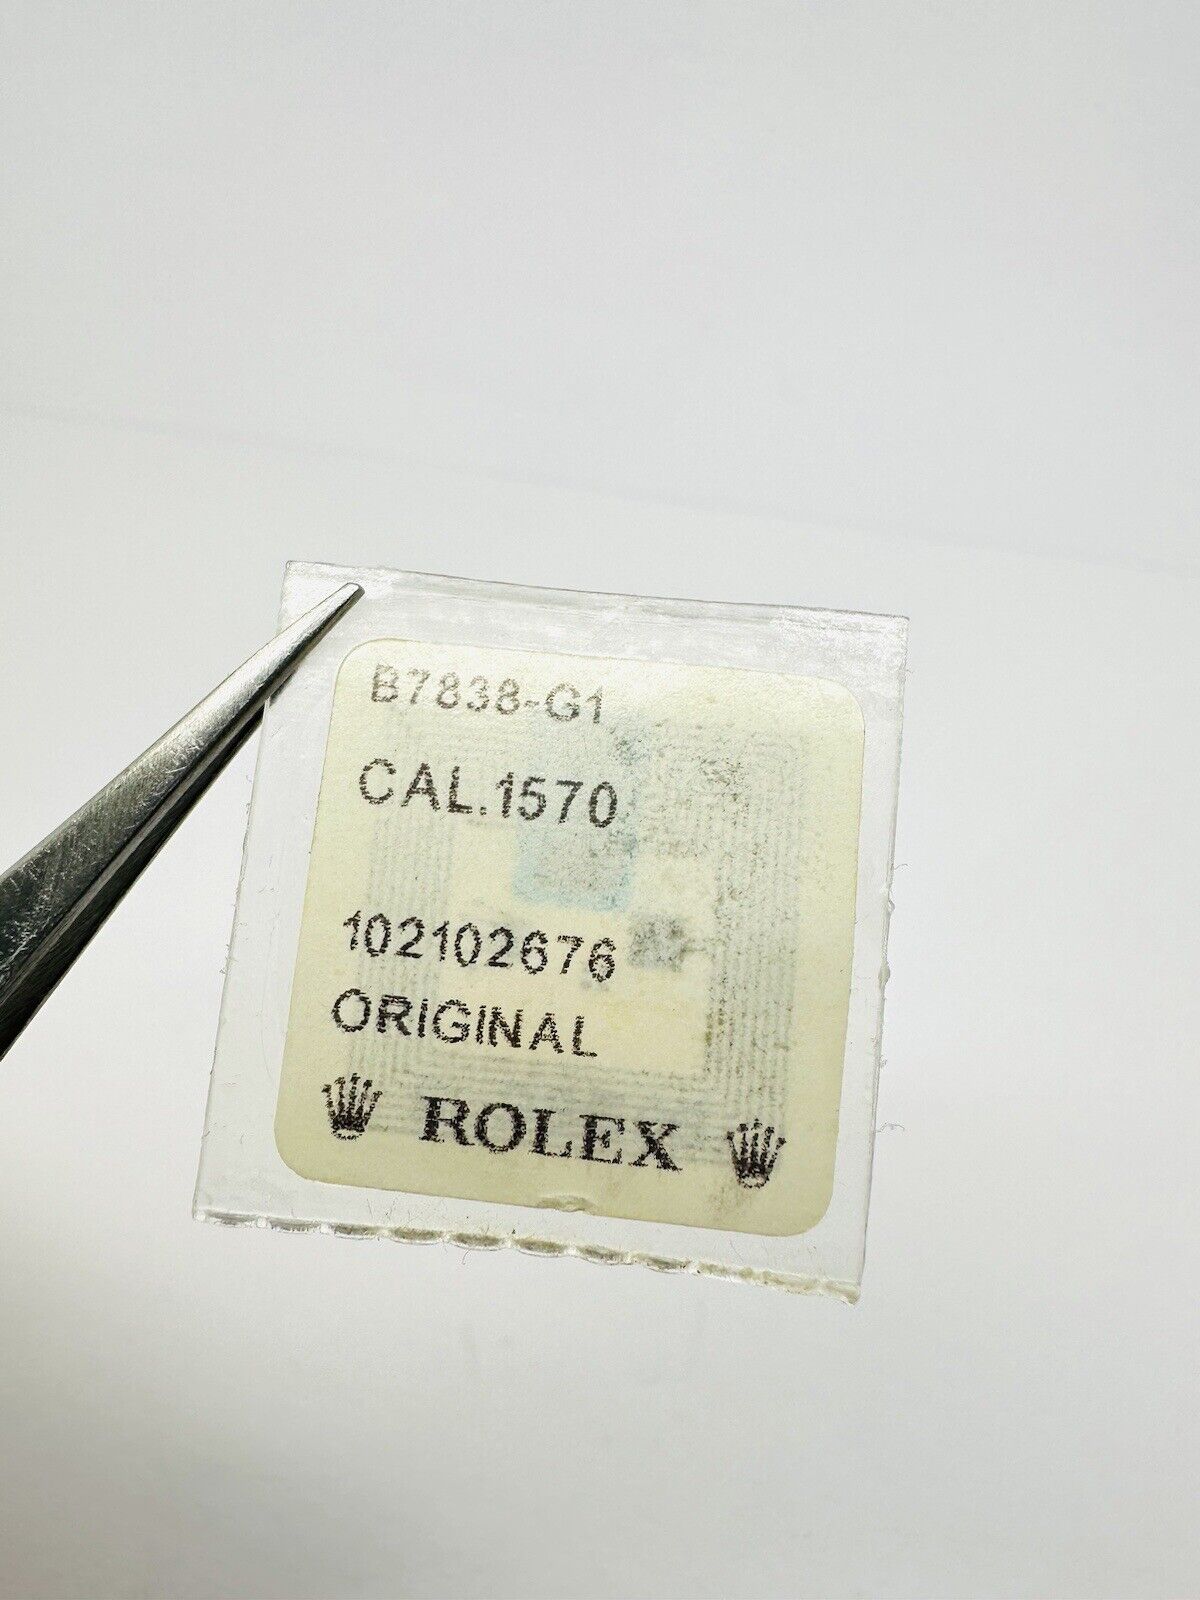 B7838-G1
CAL.1570
102102676
ORIGINAL
ROLEX